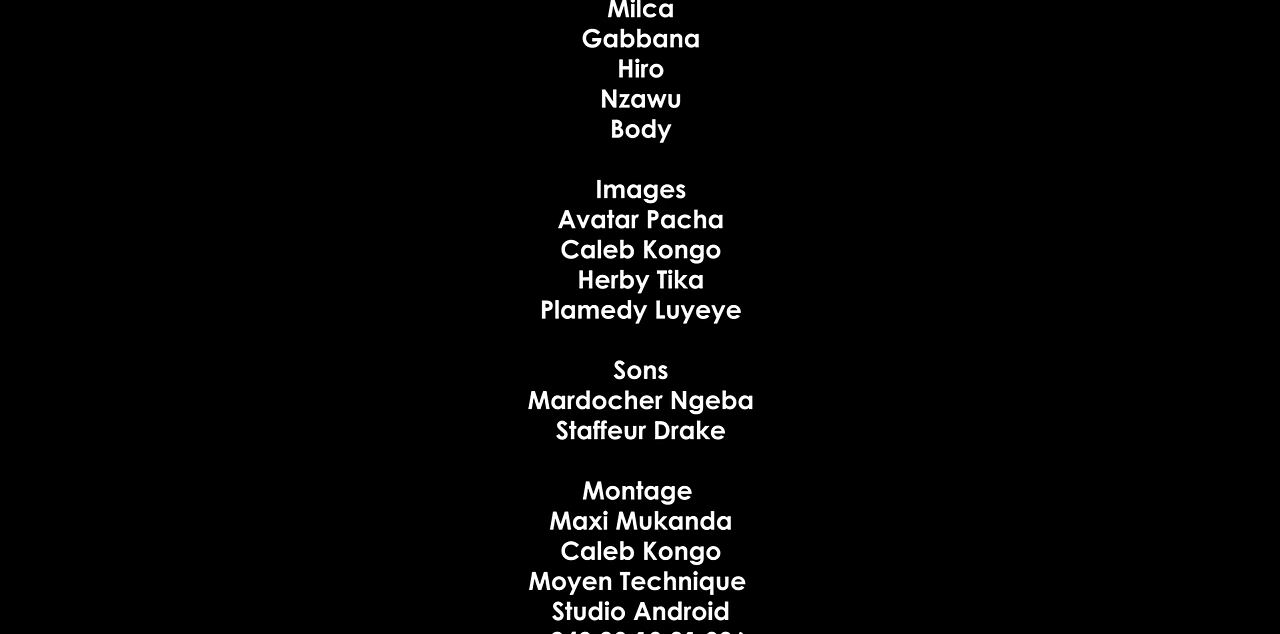 Milca
Gabbana
Hiro
Nzawu
Body
Images
Avatar Pacha
Caleb Kongo
Herby Tika
Plamedy Luyeye
Sons
Mardocher Ngeba
Staffeur Drake
Montage
Maxi Mukanda
Caleb Kongo
Moyen Technique
Studio Android